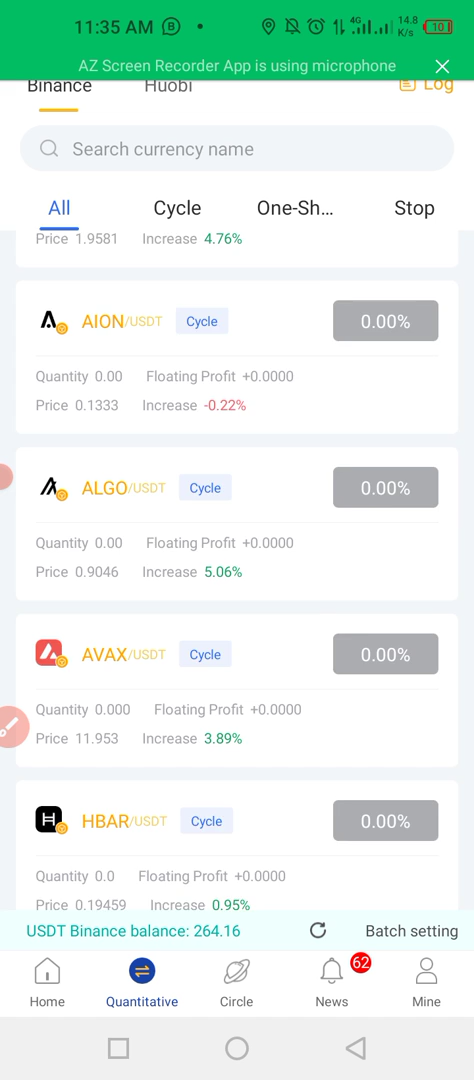 11:35 AM B 4G 14.8 K/s 10
AZ Screen Recorder App is using microphone
Binance Huobi Log
Search currency name
All Cycle One-Sh... Stop
Price 1.9581 Increase 4.76%
AION/USDT Cycle 0.00%
Quantity 0.00 Floating Profit +0.0000
Price 0.1333 Increase -0.22%
ALGO/USDT Cycle 0.00%
Quantity 0.00 Floating Profit +0.0000
Price 0.9046 Increase 5.06%
AVAX/USDT Cycle 0.00%
Quantity 0.000 Floating Profit +0.0000
Price 11.953 Increase 3.89%
HBAR/USDT Cycle 0.00%
Quantity 0.0 Floating Profit +0.0000
Price 0.19459 Increase 0.95%
USDT Binance balance: 264.16 Batch setting
62
Home Quantitative Circle News Mine